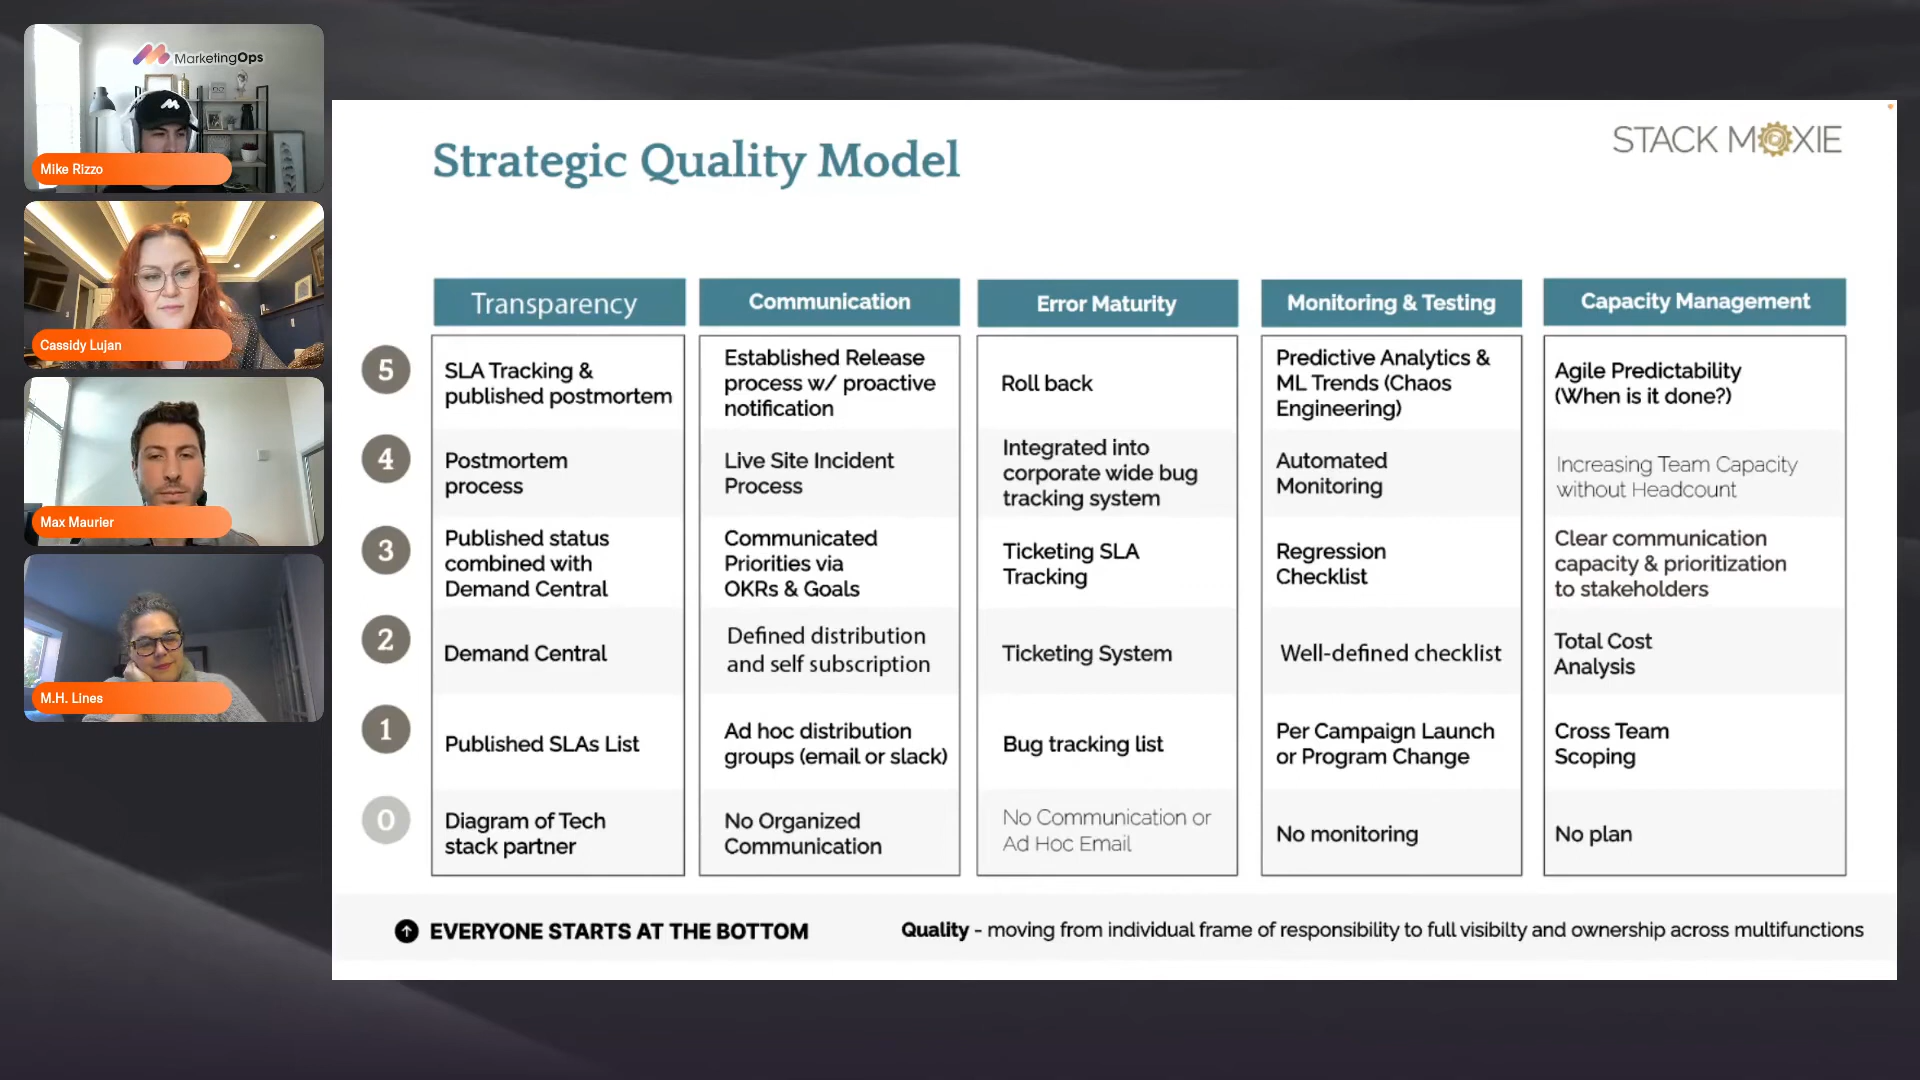 MarketingOps
Mike Rizzo
Cassidy Lujan
Max Maurier
M.H. Lines
STACK MOXIE
Strategic Quality Model
Transparency
Communication
Error Maturity
Monitoring & Testing
Capacity Management
5
SLA Tracking &
published postmortem
Established Release
process w/ proactive
notification
Roll back
Predictive Analytics &
ML Trends (Chaos
Engineering)
Agile Predictability
(When is it done?)
4
Postmortem
process
Live Site Incident
Process
Integrated into
corporate wide bug
tracking system
Automated
Monitoring
Increasing Team Capacity
without Headcount
3
Published status
combined with
Demand Central
Communicated
Priorities via
OKRs & Goals
Ticketing SLA
Tracking
Regression
Checklist
Clear communication
capacity & prioritization
to stakeholders
2
Demand Central
Defined distribution
and self subscription
Ticketing System
Well-defined checklist
Total Cost
Analysis
1
Published SLAs List
Ad hoc distribution
groups (email or slack)
Bug tracking list
Per Campaign Launch
or Program Change
Cross Team
Scoping
0
Diagram of Tech
stack partner
No Organized
Communication
No Communication or
Ad Hoc Email
No monitoring
No plan
EVERYONE STARTS AT THE BOTTOM
Quality - moving from individual frame of responsibility to full visibilty and ownership across multifunctions